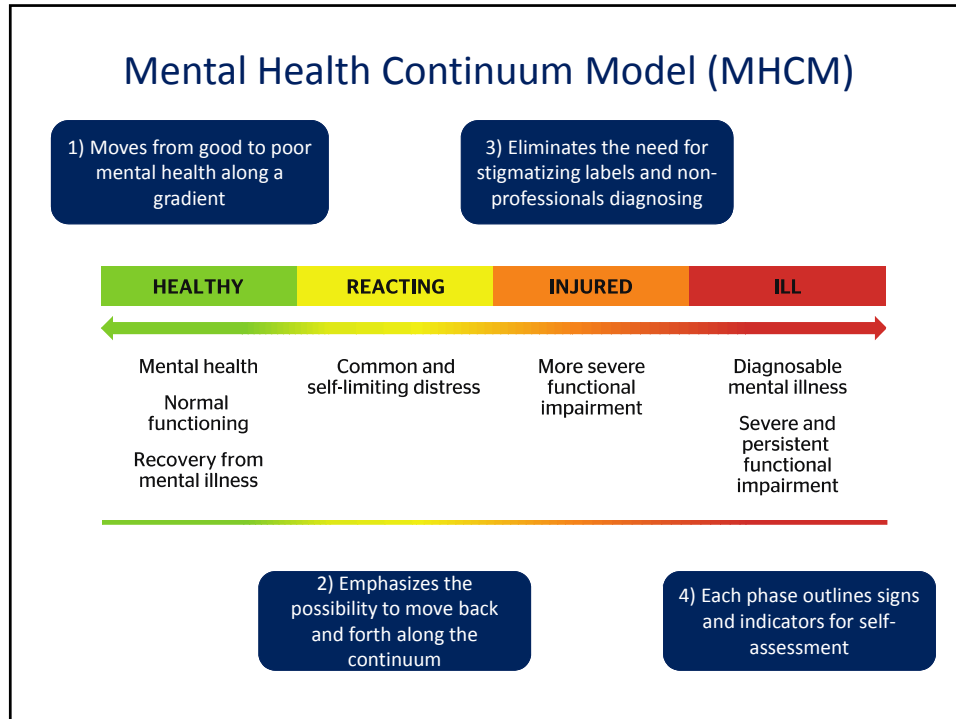 Mental Health Continuum Model (MHCM)
1) Moves from good to poor
mental health along a
gradient
3) Eliminates the need for
stigmatizing labels and non-
professionals diagnosing
HEALTHY
REACTING
INJURED
ILL
Mental health
Normal
functioning
Recovery from
mental illness
Common and
self-limiting distress
More severe
functional
impairment
Diagnosable
mental illness
Severe and
persistent
functional
impairment
2) Emphasizes the
possibility to move back
and forth along the
continuum
4) Each phase outlines signs
and indicators for self-
assessment